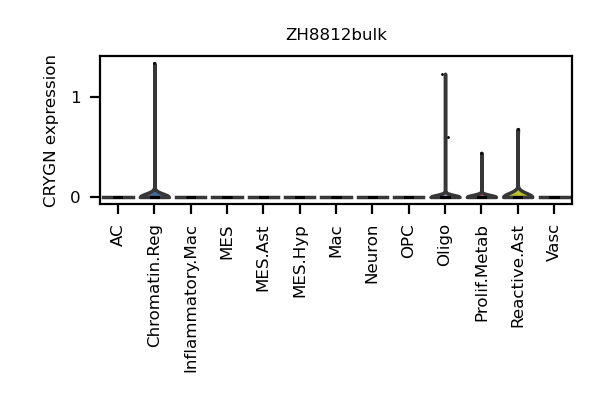 ZH8812bulk
CRYGN expression
1
0
AC
Chromatin.Reg
Inflammatory.Mac
MES
MES.Ast
MES.Hyp
Mac
Neuron
OPC
Oligo
Prolif.Metab
Reactive.Ast
Vasc